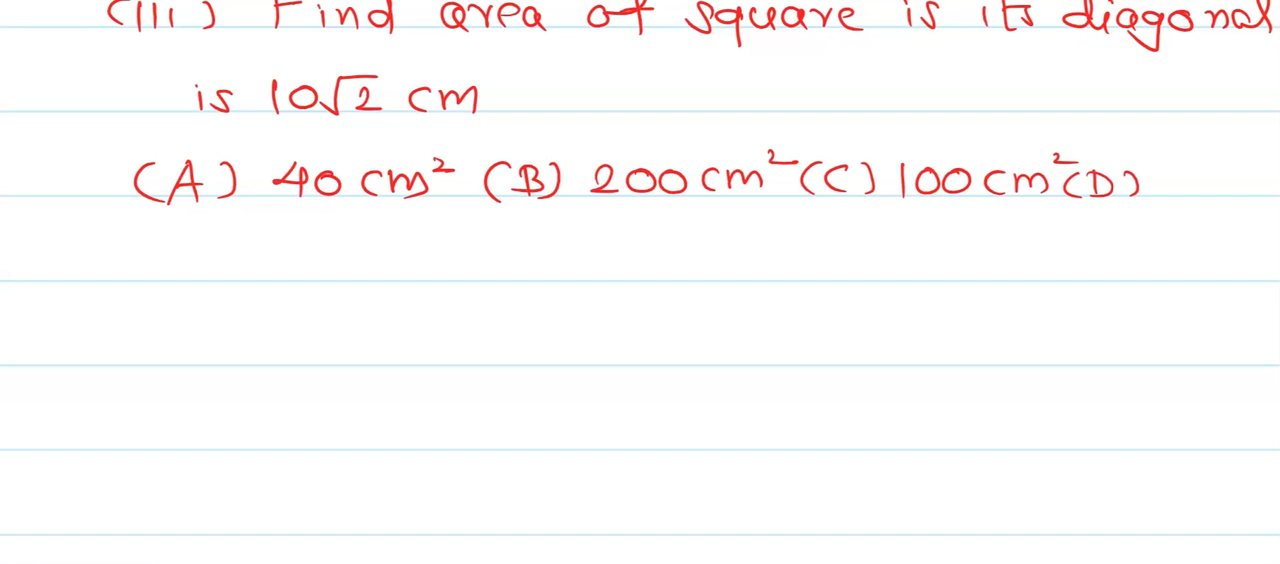 (III) Find area of square is its diagonal
is 10√2 cm
(A) 40 cm² (B) 200 cm² (C) 100 cm² (D)